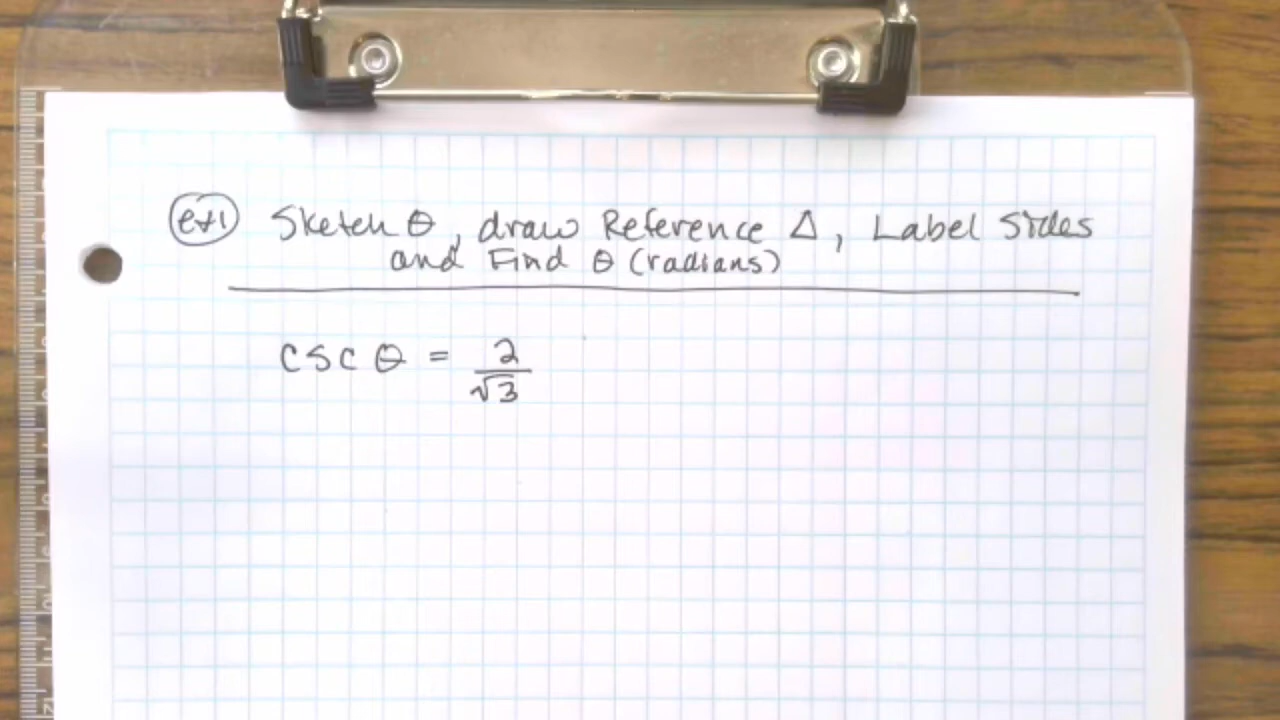 ex1 Sketch θ, draw Reference Δ, Label Sides
and Find θ (radians)
csc θ = 2/√3